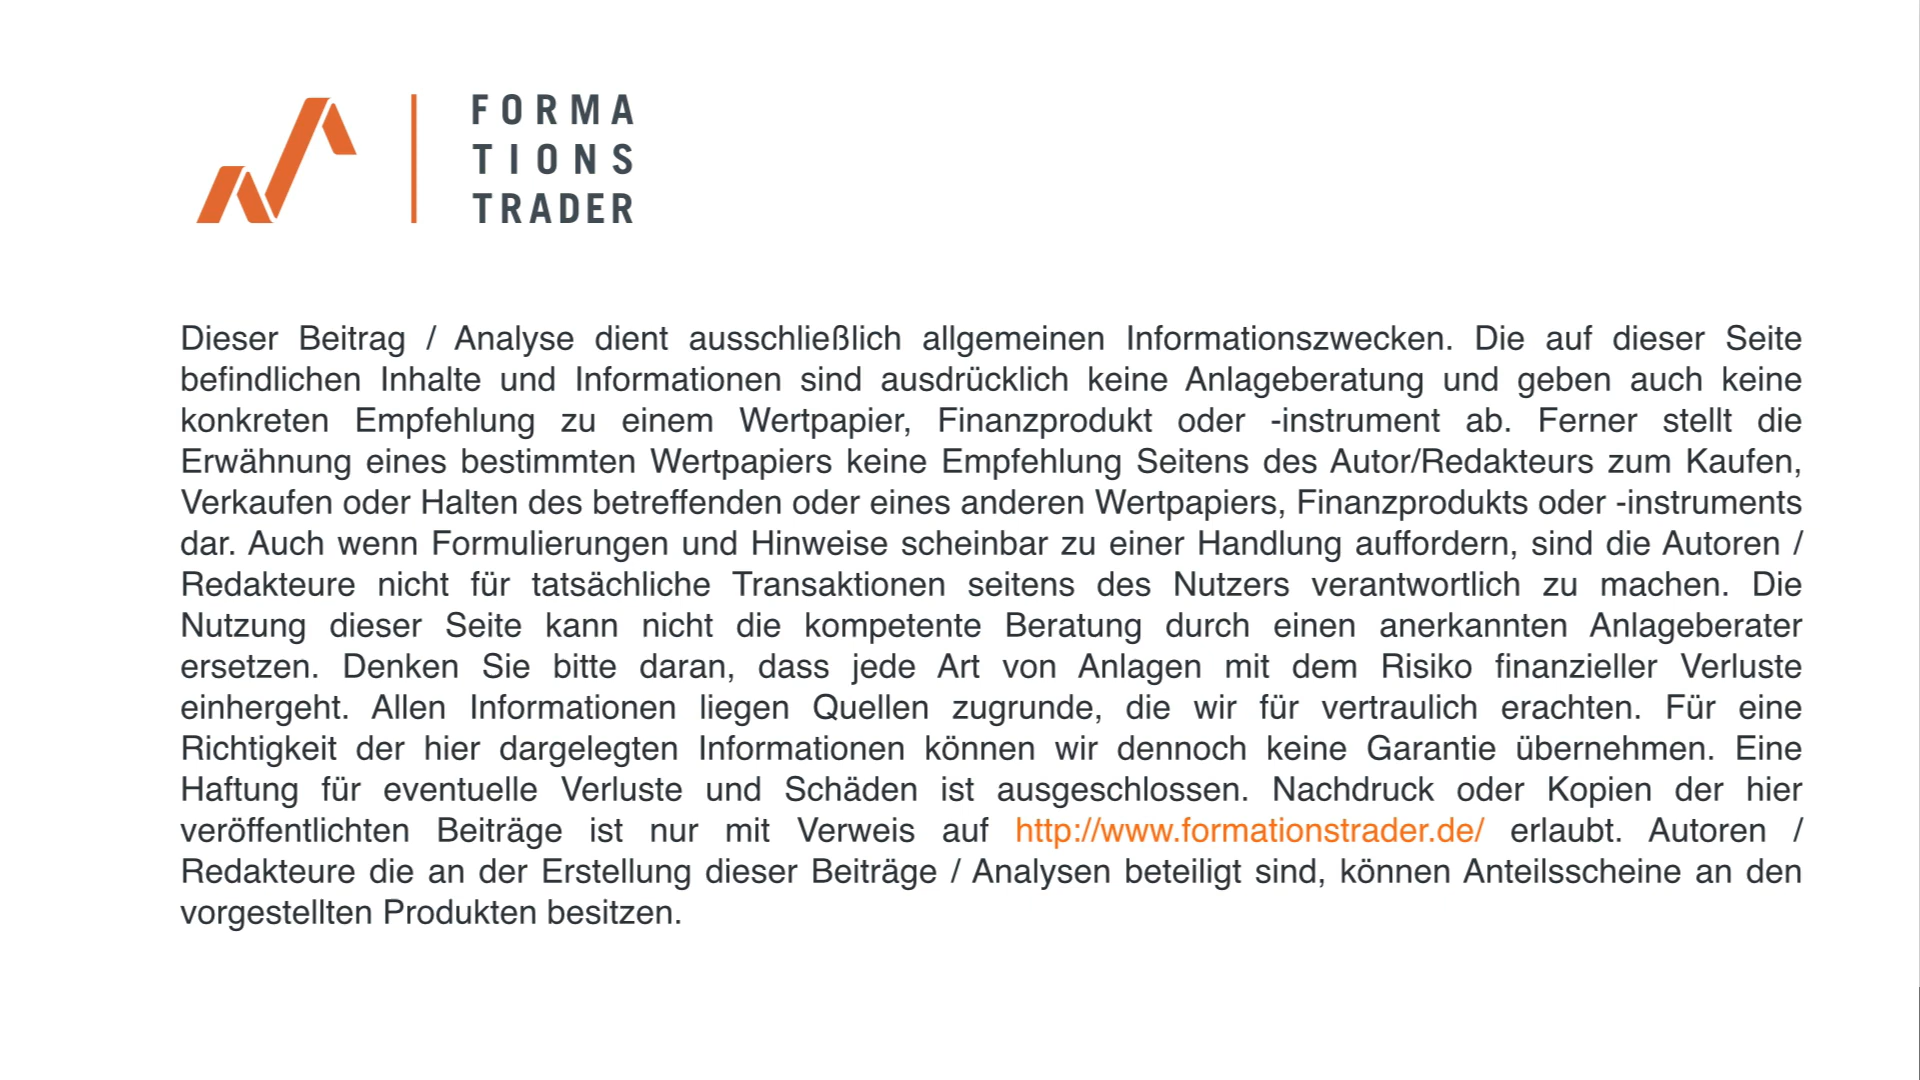 FORMA
TIONS
TRADER
Dieser Beitrag / Analyse dient ausschließlich allgemeinen Informationszwecken. Die auf dieser Seite
befindlichen Inhalte und Informationen sind ausdrücklich keine Anlageberatung und geben auch keine
konkreten Empfehlung zu einem Wertpapier, Finanzprodukt oder -instrument ab. Ferner stellt die
Erwähnung eines bestimmten Wertpapiers keine Empfehlung Seitens des Autor/Redakteurs zum Kaufen,
Verkaufen oder Halten des betreffenden oder eines anderen Wertpapiers, Finanzprodukts oder -instruments
dar. Auch wenn Formulierungen und Hinweise scheinbar zu einer Handlung auffordern, sind die Autoren /
Redakteure nicht für tatsächliche Transaktionen seitens des Nutzers verantwortlich zu machen. Die
Nutzung dieser Seite kann nicht die kompetente Beratung durch einen anerkannten Anlageberater
ersetzen. Denken Sie bitte daran, dass jede Art von Anlagen mit dem Risiko finanzieller Verluste
einhergeht. Allen Informationen liegen Quellen zugrunde, die wir für vertraulich erachten. Für eine
Richtigkeit der hier dargelegten Informationen können wir dennoch keine Garantie übernehmen. Eine
Haftung für eventuelle Verluste und Schäden ist ausgeschlossen. Nachdruck oder Kopien der hier
veröffentlichten Beiträge ist nur mit Verweis auf http://www.formationstrader.de/ erlaubt. Autoren /
Redakteure die an der Erstellung dieser Beiträge / Analysen beteiligt sind, können Anteilsscheine an den
vorgestellten Produkten besitzen.